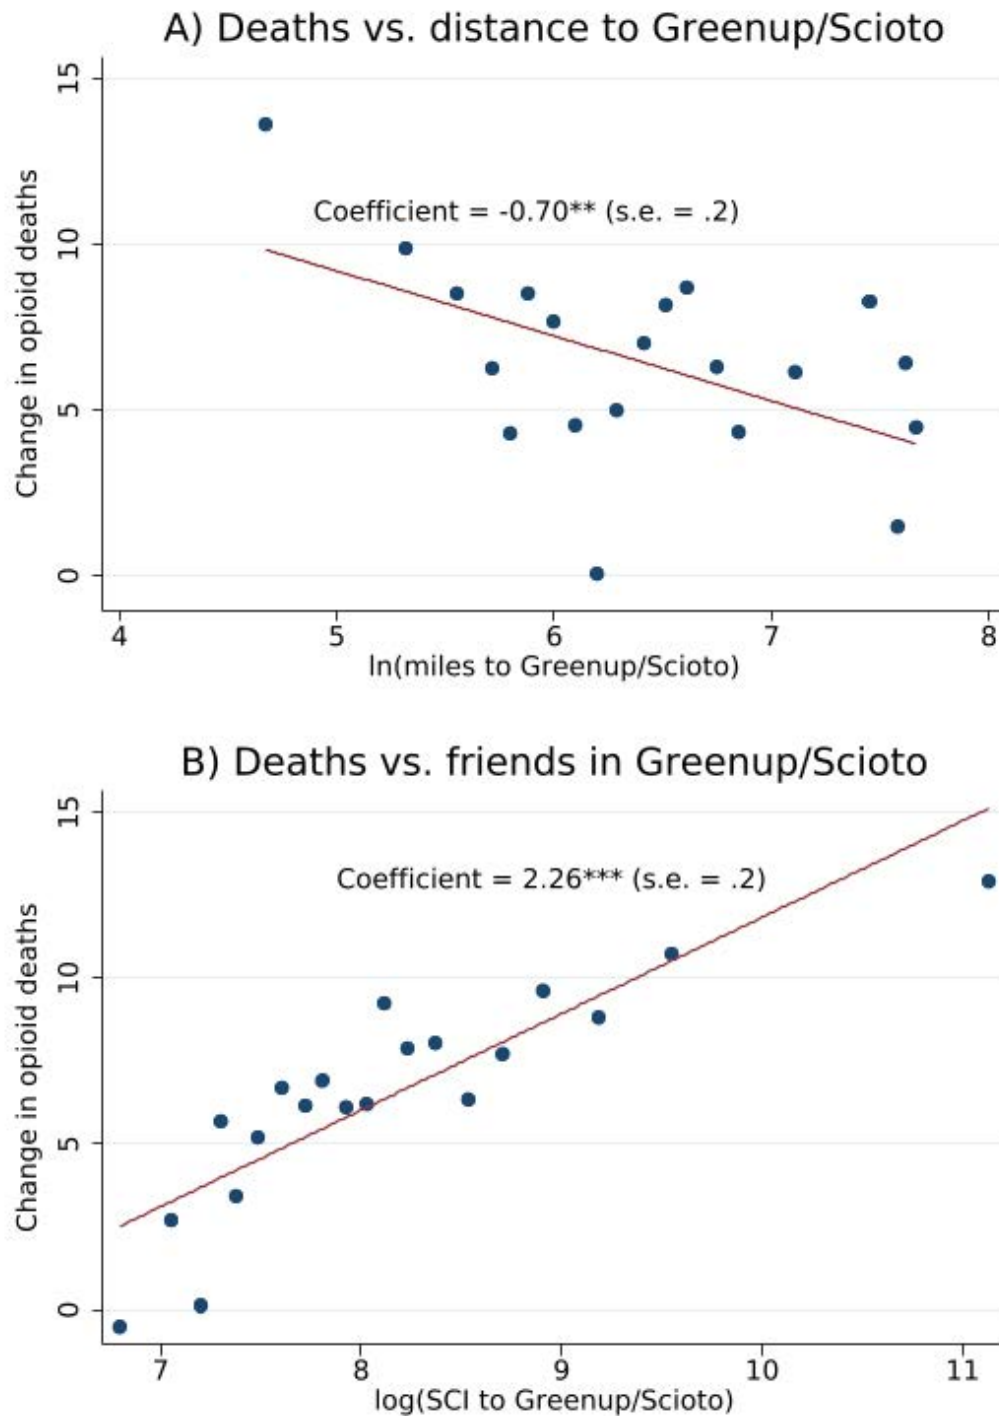 A) Deaths vs. distance to Greenup/Scioto
15
Coefficient = -0.70** (s.e. = .2)
10
Change in opioid deaths
5
0
4 5 6 7 8
ln(miles to Greenup/Scioto)
B) Deaths vs. friends in Greenup/Scioto
15
Coefficient = 2.26*** (s.e. = .2)
10
Change in opioid deaths
5
0
7 8 9 10 11
log(SCI to Greenup/Scioto)